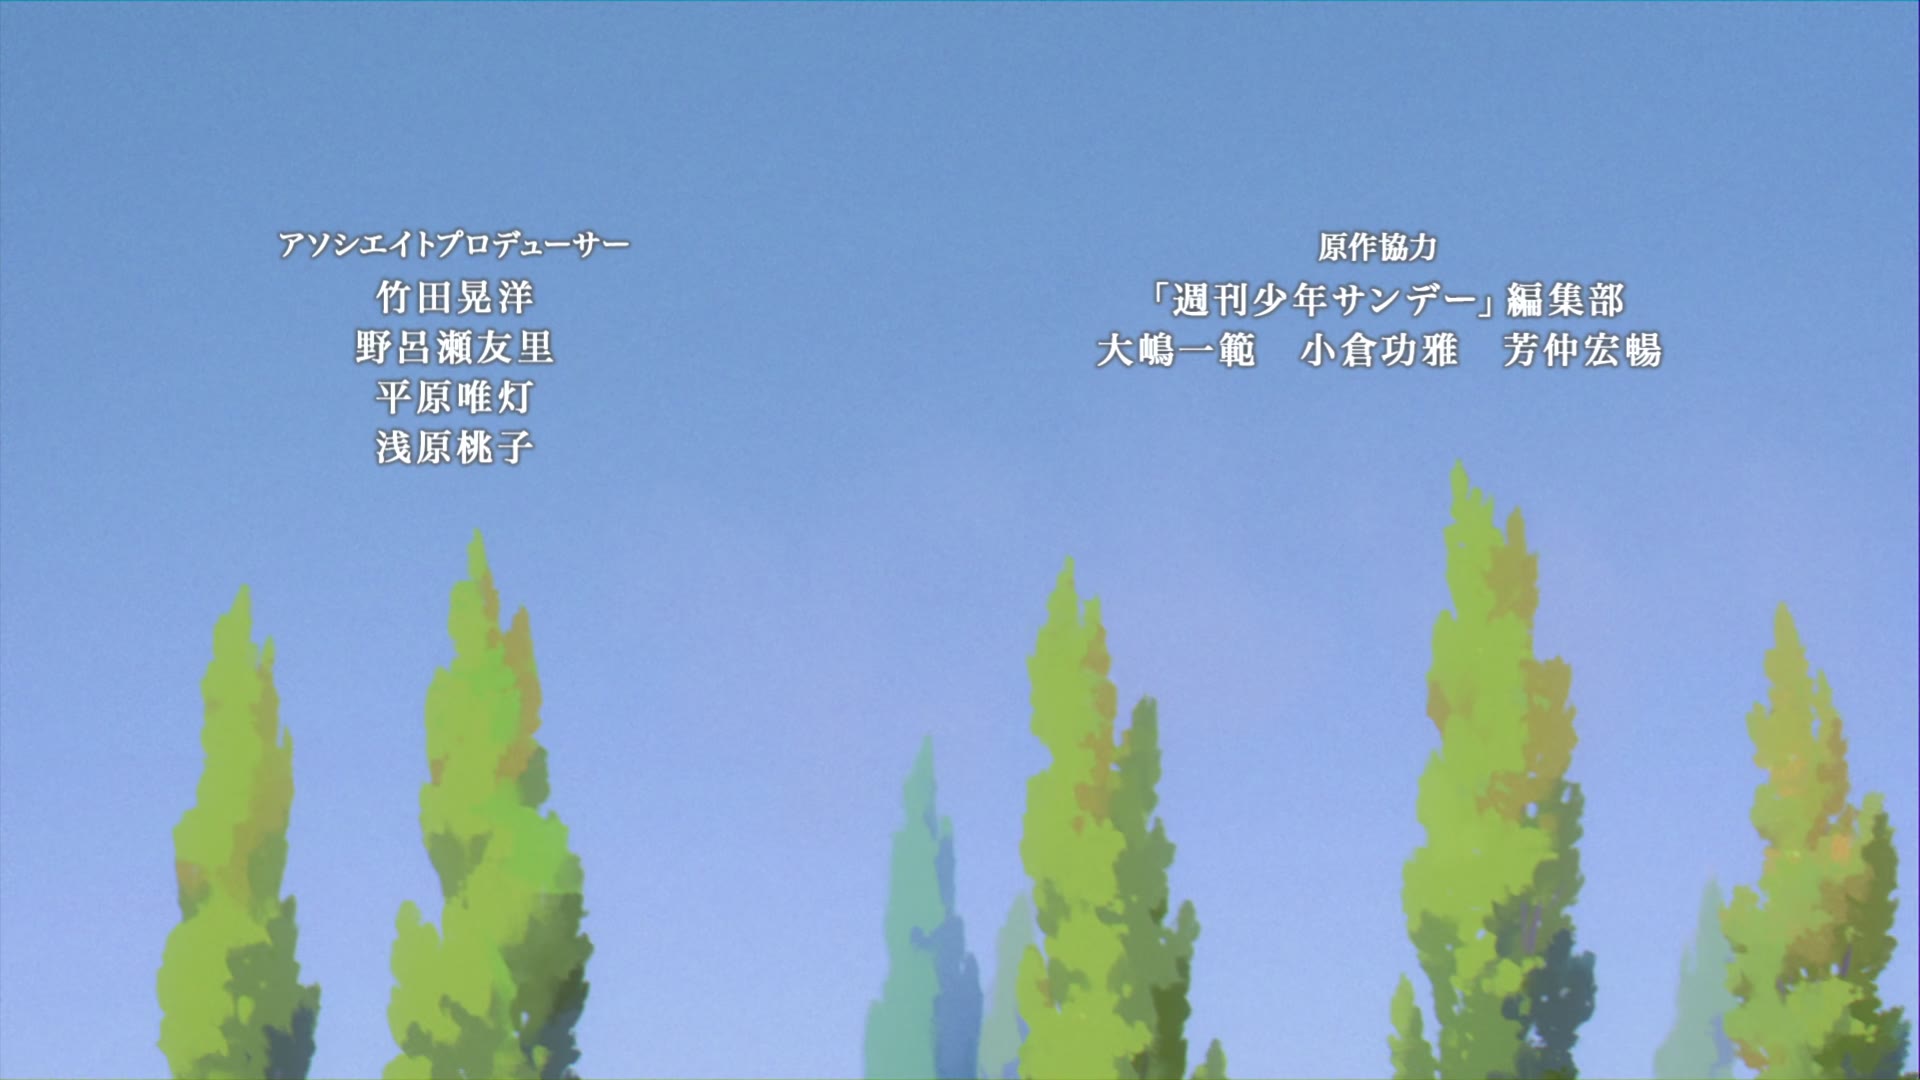 アソシエイトプロデューサー
竹田晃洋
野呂瀬友里
平原唯灯
浅原桃子
原作協力
「週刊少年サンデー」編集部
大嶋一範　小倉功雅　芳仲宏暢